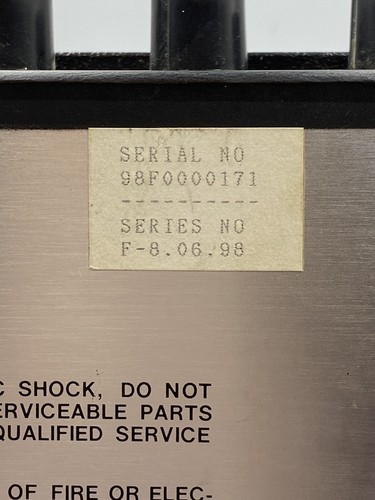 SERIAL NO
98F0000171
----------
SERIES NO
F-8.06.98
C SHOCK, DO NOT
ERVICEABLE PARTS
QUALIFIED SERVICE
OF FIRE OR ELEC-